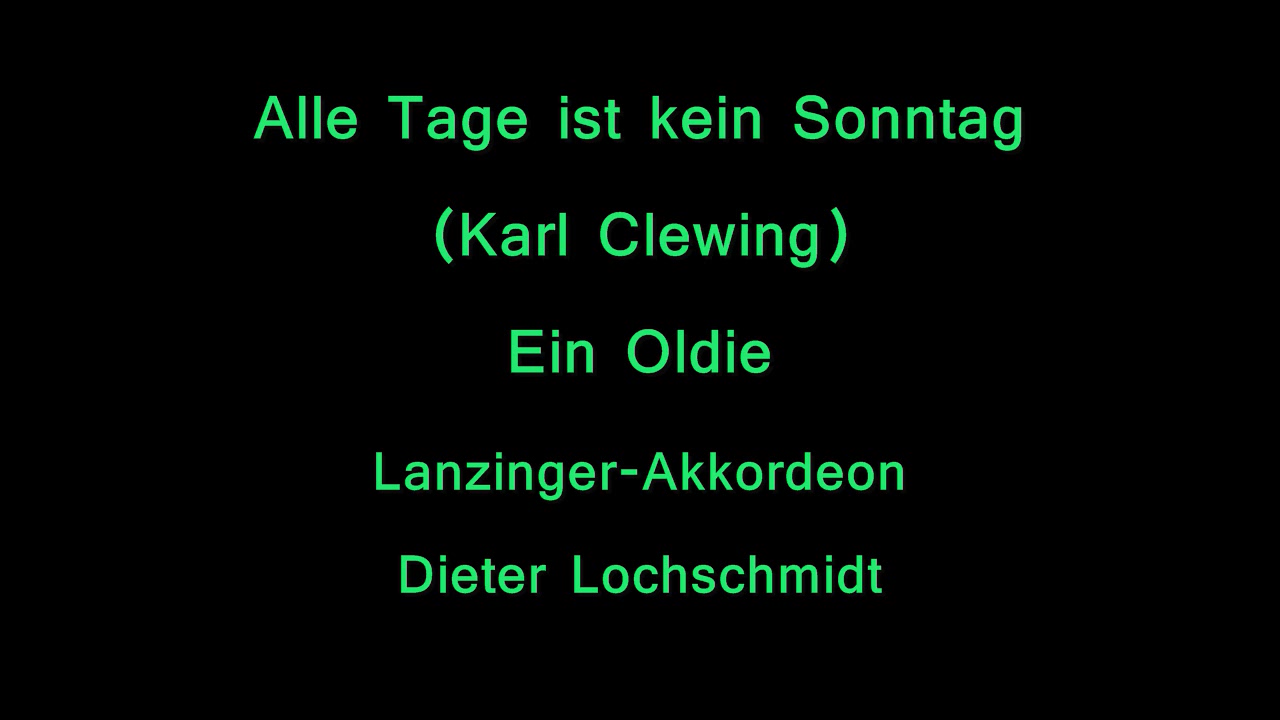 Alle Tage ist kein Sonntag
(Karl Clewing)
Ein Oldie
Lanzinger-Akkordeon
Dieter Lochschmidt